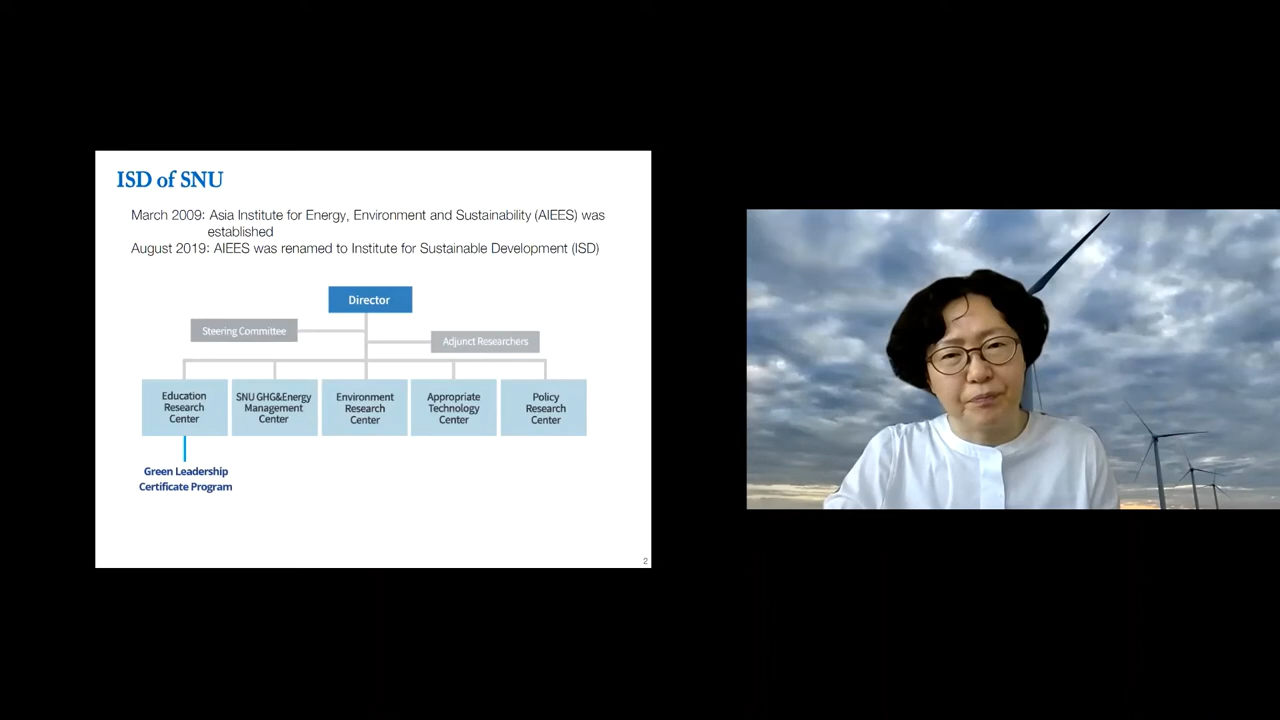 ISD of SNU
March 2009: Asia Institute for Energy, Environment and Sustainability (AIEES) was
established
August 2019: AIEES was renamed to Institute for Sustainable Development (ISD)
Director
Steering Committee
Adjunct Researchers
Education
Research
Center
SNU GHG&Energy
Management
Center
Environment
Research
Center
Appropriate
Technology
Center
Policy
Research
Center
Green Leadership
Certificate Program
2